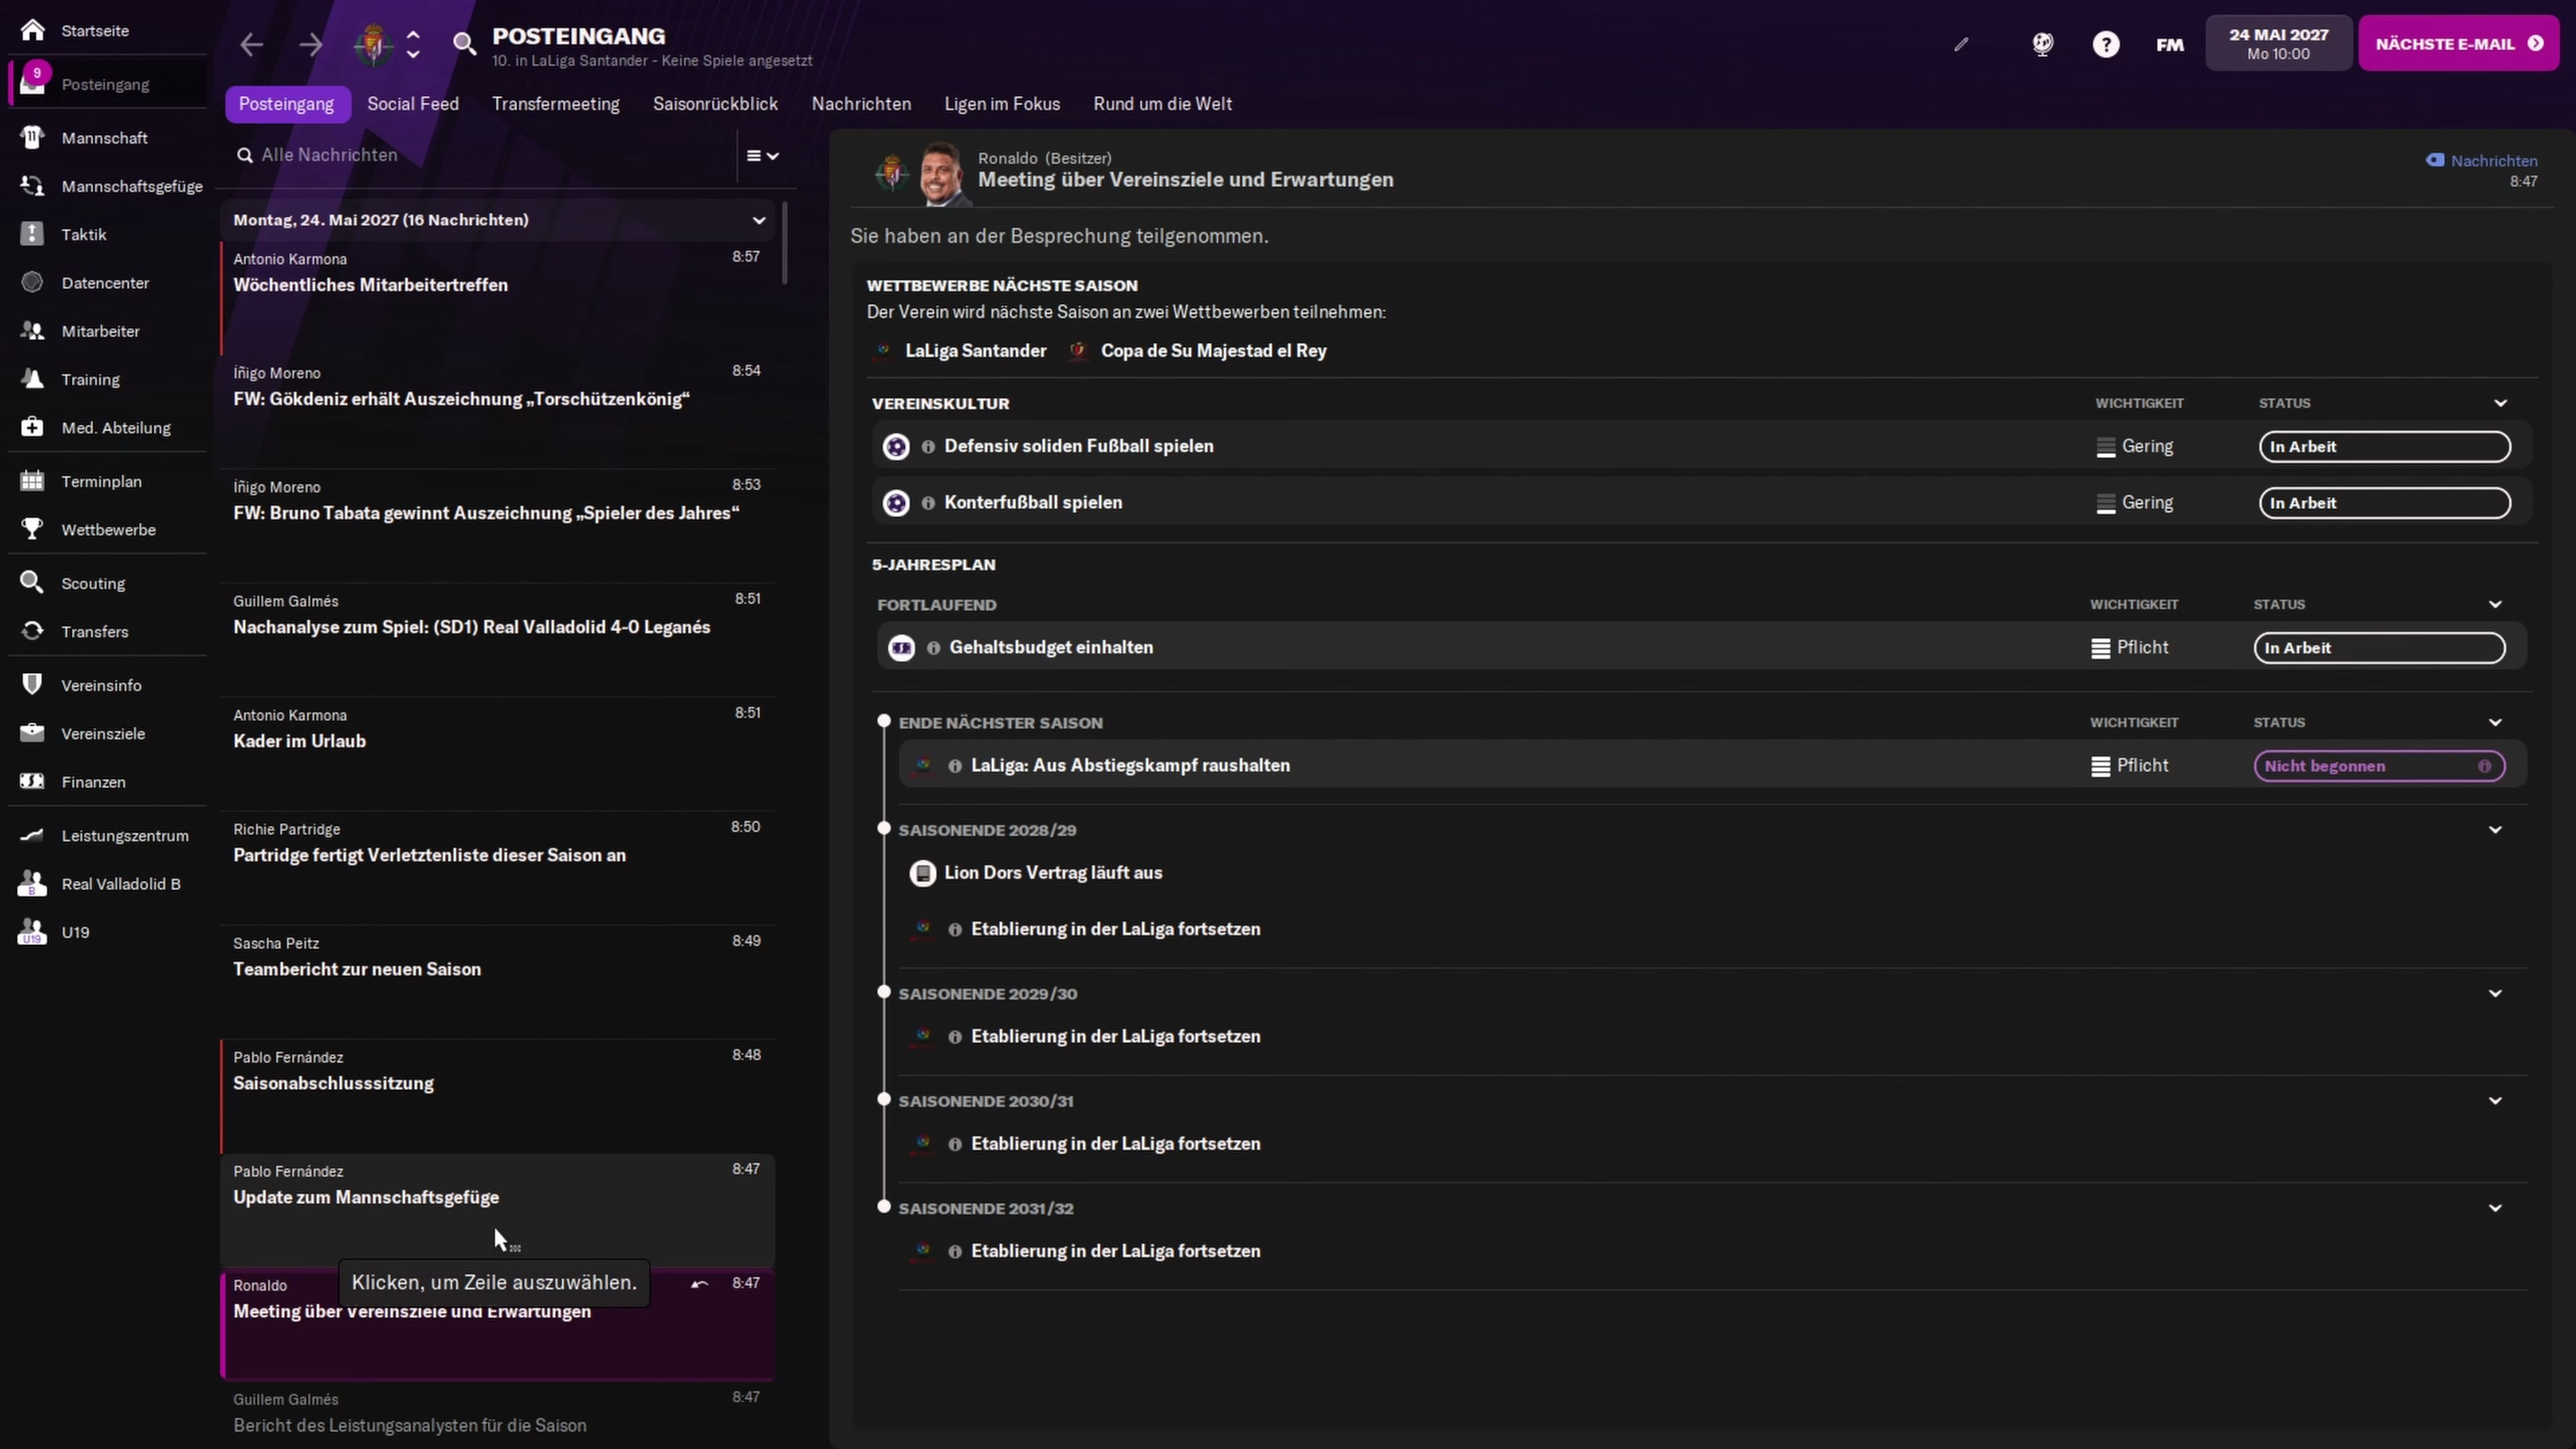 Startseite
9
Posteingang
Mannschaft
Mannschaftsgefüge
Taktik
Datencenter
Mitarbeiter
Training
Med. Abteilung
Terminplan
Wettbewerbe
Scouting
Transfers
Vereinsinfo
Vereinsziele
Finanzen
Leistungszentrum
B
Real Valladolid B
U19
U19
POSTEINGANG
10. in LaLiga Santander - Keine Spiele angesetzt
FM
24 MAI 2027
Mo 10:00
NÄCHSTE E-MAIL
Posteingang
Social Feed
Transfermeeting
Saisonrückblick
Nachrichten
Ligen im Fokus
Rund um die Welt
Alle Nachrichten
Montag, 24. Mai 2027 (16 Nachrichten)
Antonio Karmona 8:57
Wöchentliches Mitarbeitertreffen
Íñigo Moreno 8:54
FW: Gökdeniz erhält Auszeichnung „Torschützenkönig“
Íñigo Moreno 8:53
FW: Bruno Tabata gewinnt Auszeichnung „Spieler des Jahres“
Guillem Galmés 8:51
Nachanalyse zum Spiel: (SD1) Real Valladolid 4-0 Leganés
Antonio Karmona 8:51
Kader im Urlaub
Richie Partridge 8:50
Partridge fertigt Verletztenliste dieser Saison an
Sascha Peitz 8:49
Teambericht zur neuen Saison
Pablo Fernández 8:48
Saisonabschlusssitzung
Pablo Fernández 8:47
Update zum Mannschaftsgefüge
Klicken, um Zeile auszuwählen.
Ronaldo 8:47
Meeting über Vereinsziele und Erwartungen
Guillem Galmés 8:47
Bericht des Leistungsanalysten für die Saison
Ronaldo (Besitzer)
Meeting über Vereinsziele und Erwartungen
Nachrichten
8:47
Sie haben an der Besprechung teilgenommen.
WETTBEWERBE NÄCHSTE SAISON
Der Verein wird nächste Saison an zwei Wettbewerben teilnehmen:
LaLiga Santander Copa de Su Majestad el Rey
VEREINSKULTUR WICHTIGKEIT STATUS
Defensiv soliden Fußball spielen Gering In Arbeit
Konterfußball spielen Gering In Arbeit
5-JAHRESPLAN
FORTLAUFEND WICHTIGKEIT STATUS
Gehaltsbudget einhalten Pflicht In Arbeit
ENDE NÄCHSTER SAISON WICHTIGKEIT STATUS
LaLiga: Aus Abstiegskampf raushalten Pflicht Nicht begonnen
SAISONENDE 2028/29
Lion Dors Vertrag läuft aus
Etablierung in der LaLiga fortsetzen
SAISONENDE 2029/30
Etablierung in der LaLiga fortsetzen
SAISONENDE 2030/31
Etablierung in der LaLiga fortsetzen
SAISONENDE 2031/32
Etablierung in der LaLiga fortsetzen